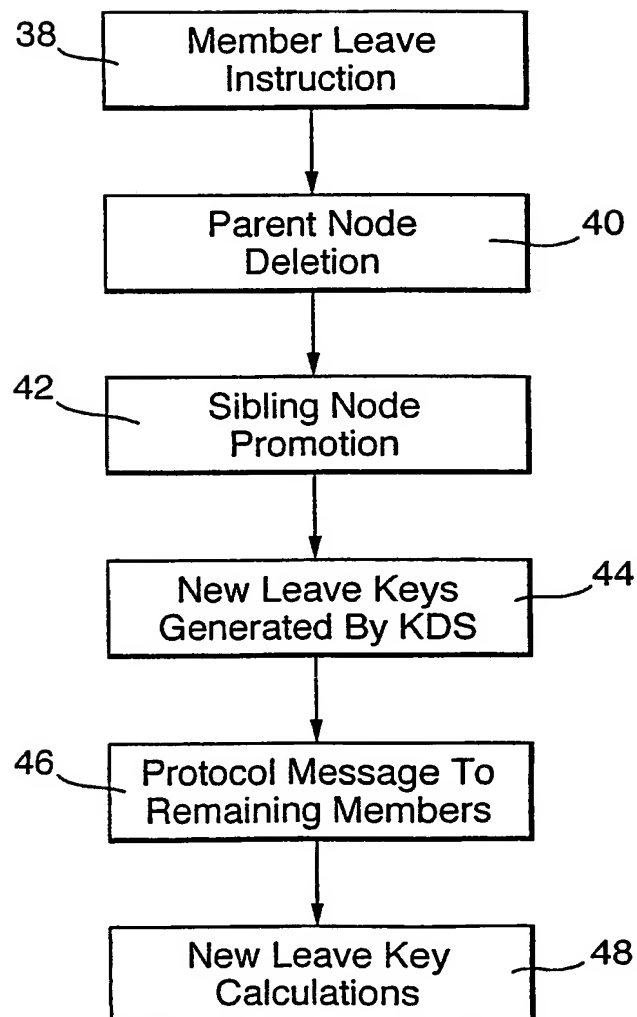 38
Member Leave
Instruction
Parent Node
Deletion
40
42
Sibling Node
Promotion
New Leave Keys
Generated By KDS
44
46
Protocol Message To
Remaining Members
New Leave Key
Calculations
48